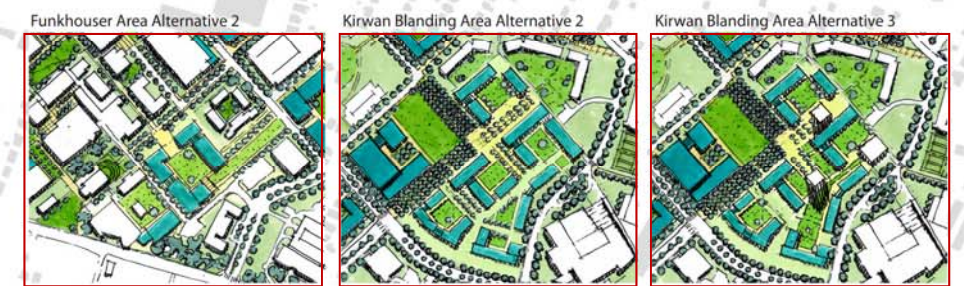 Funkhouser Area Alternative 2
Kirwan Blanding Area Alternative 2
Kirwan Blanding Area Alternative 3